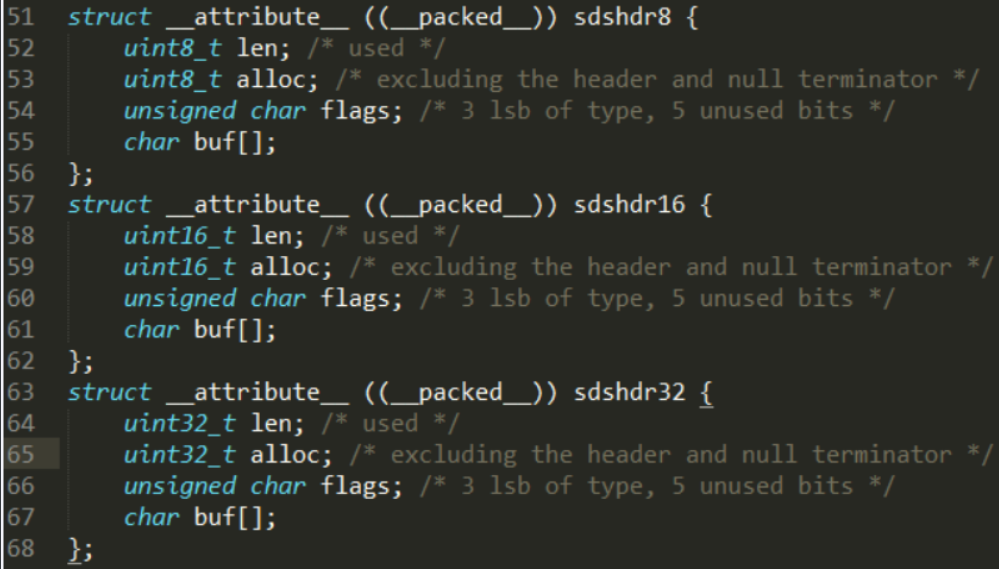 51 struct __attribute__ ((__packed__)) sdshdr8 {
52 uint8_t len; /* used */
53 uint8_t alloc; /* excluding the header and null terminator */
54 unsigned char flags; /* 3 lsb of type, 5 unused bits */
55 char buf[];
56 };
57 struct __attribute__ ((__packed__)) sdshdr16 {
58 uint16_t len; /* used */
59 uint16_t alloc; /* excluding the header and null terminator */
60 unsigned char flags; /* 3 lsb of type, 5 unused bits */
61 char buf[];
62 };
63 struct __attribute__ ((__packed__)) sdshdr32 {
64 uint32_t len; /* used */
65 uint32_t alloc; /* excluding the header and null terminator */
66 unsigned char flags; /* 3 lsb of type, 5 unused bits */
67 char buf[];
68 };